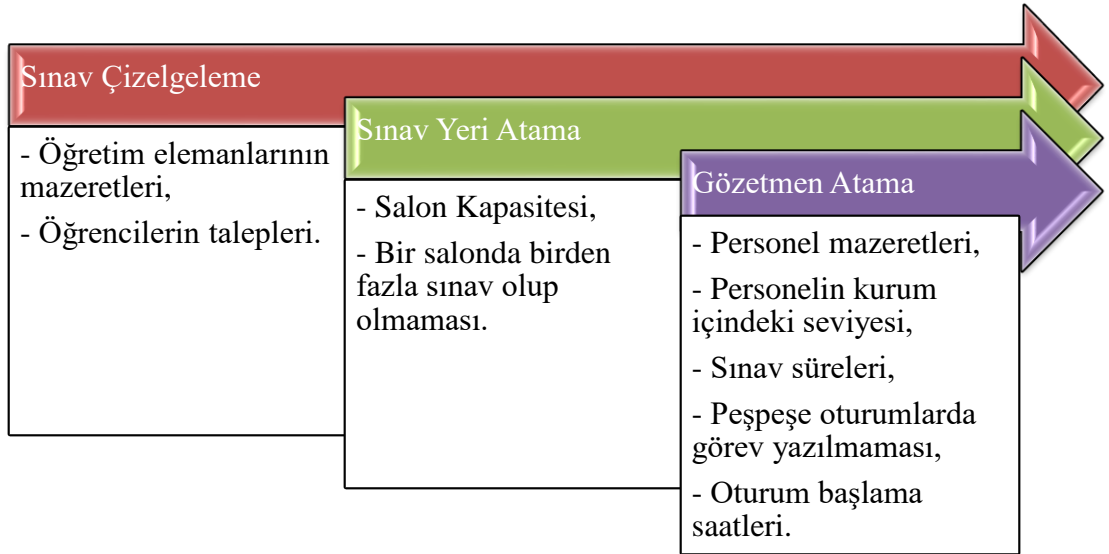 Sınav Çizelgeleme
- Öğretim elemanlarının
mazeretleri,
- Öğrencilerin talepleri.
Sınav Yeri Atama
- Salon Kapasitesi,
- Bir salonda birden
fazla sınav olup
olmaması.
Gözetmen Atama
- Personel mazeretleri,
- Personelin kurum
içindeki seviyesi,
- Sınav süreleri,
- Peşpeşe oturumlarda
görev yazılmaması,
- Oturum başlama
saatleri.